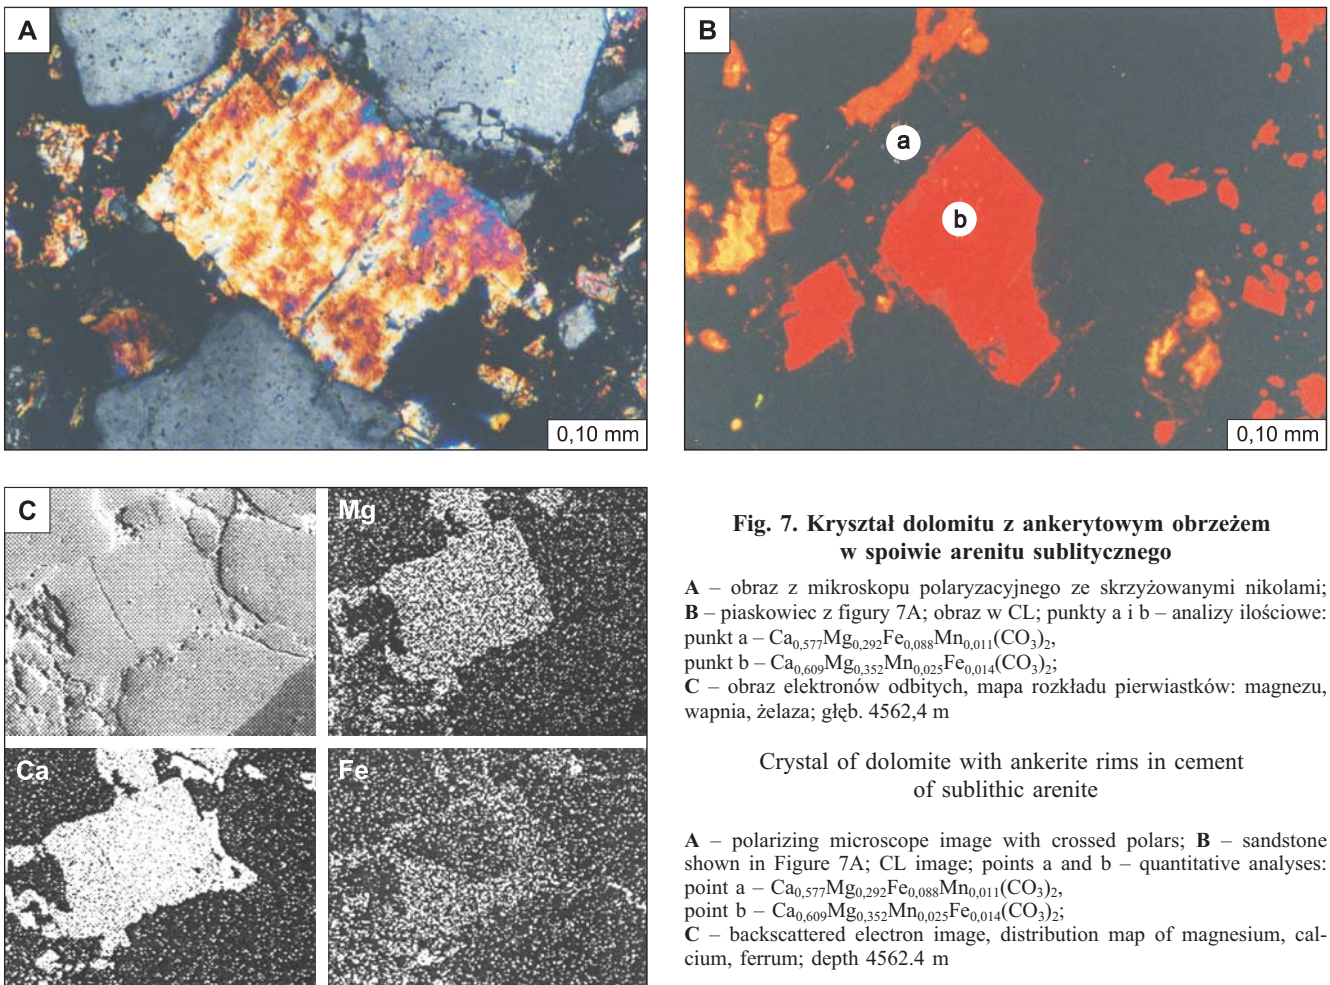 A
0,10 mm
B
a
b
0,10 mm
C
Mg
Ca
Fe
Fig. 7. Kryształ dolomitu z ankerytowym obrzeżem
w spoiwie arenitu sublitycznego
A – obraz z mikroskopu polaryzacyjnego ze skrzyżowanymi nikolami;
B – piaskowiec z figury 7A; obraz w CL; punkty a i b – analizy ilościowe:
punkt a – Ca0,577Mg0,292Fe0,088Mn0,011(CO3)2,
punkt b – Ca0,609Mg0,352Mn0,025Fe0,014(CO3)2;
C – obraz elektronów odbitych, mapa rozkładu pierwiastków: magnezu,
wapnia, żelaza; głęb. 4562,4 m
Crystal of dolomite with ankerite rims in cement
of sublithic arenite
A – polarizing microscope image with crossed polars; B – sandstone
shown in Figure 7A; CL image; points a and b – quantitative analyses:
point a – Ca0,577Mg0,292Fe0,088Mn0,011(CO3)2,
point b – Ca0,609Mg0,352Mn0,025Fe0,014(CO3)2;
C – backscattered electron image, distribution map of magnesium, cal-
cium, ferrum; depth 4562.4 m